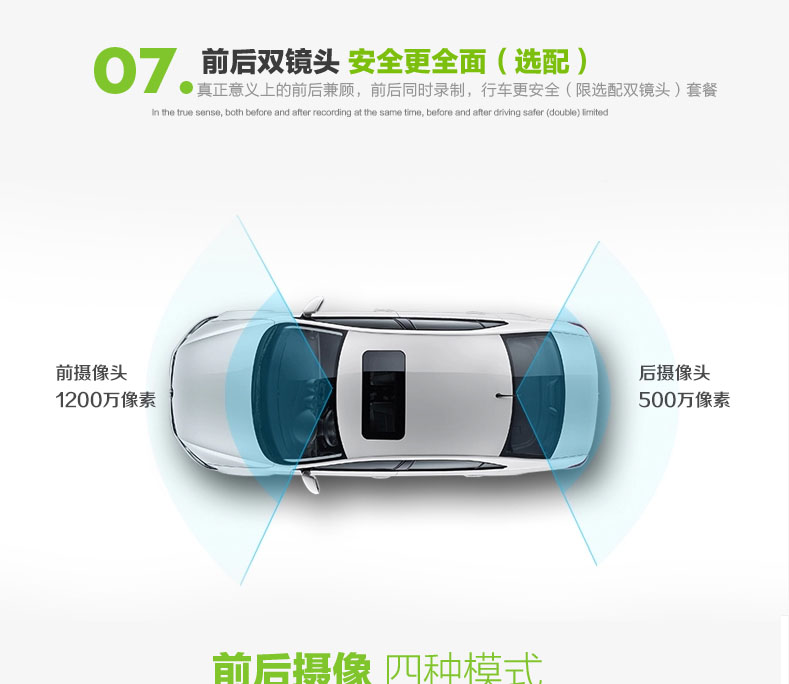 07. 前后双镜头 安全更全面（选配）
真正意义上的前后兼顾，前后同时录制，行车更安全（限选配双镜头）套餐
In the true sense, both before and after recording at the same time, before and after driving safer (double) limited
前摄像头
1200万像素
后摄像头
500万像素
前后摄像 四种模式